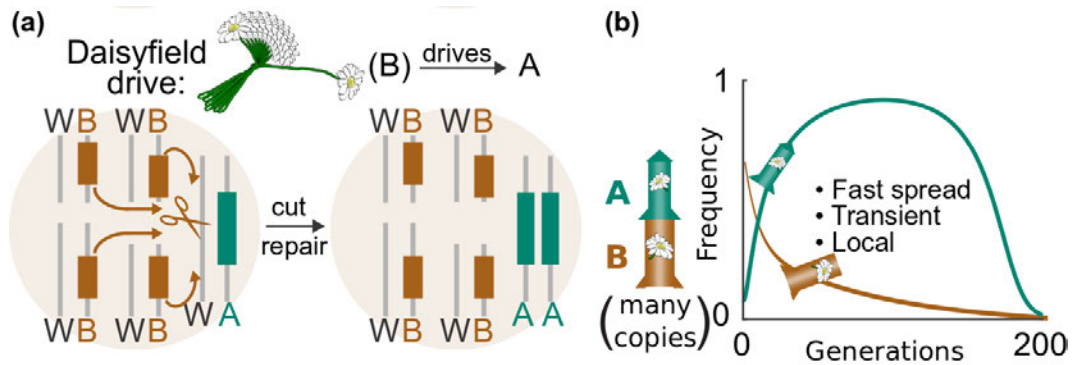 (a)
Daisyfield
drive:
(B) drives A
W B W B
cut
repair
W B W B W A
A A
W B W B
W B W B
(b)
1
Frequency
A
B
(many
copies)
• Fast spread
• Transient
• Local
0
0 Generations 200